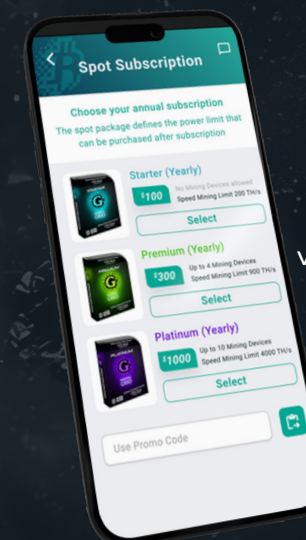 Spot Subscription
Choose your annual subscription
The spot package defines the power limit that
can be purchased after subscription
Starter (Yearly)
$100
No Mining Devices allowed
Speed Mining Limit 200 TH/s
Select
Premium (Yearly)
$300
Up to 4 Mining Devices
Speed Mining Limit 900 TH/s
Select
PLATINUM
Platinum (Yearly)
$1000
Up to 10 Mining Devices
Speed Mining Limit 4000 TH/s
Select
Use Promo Code